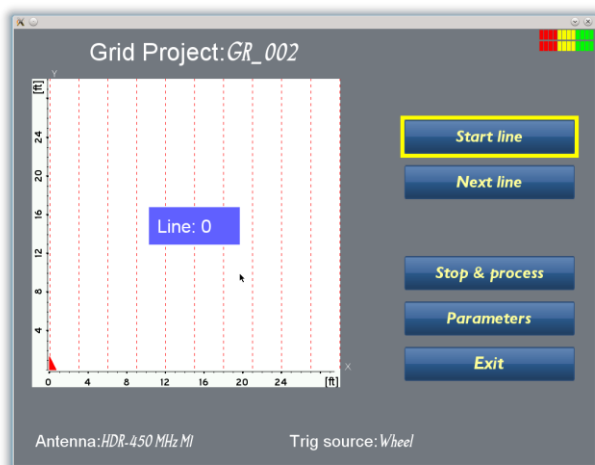 Grid Project:GR_002
Y
[ft]
24
20
16
12
8
4
0 4 8 12 16 20 24 [ft]
X
Line: 0
Start line
Next line
Stop & process
Parameters
Exit
Antenna:HDR-450 MHz MI
Trig source:Wheel